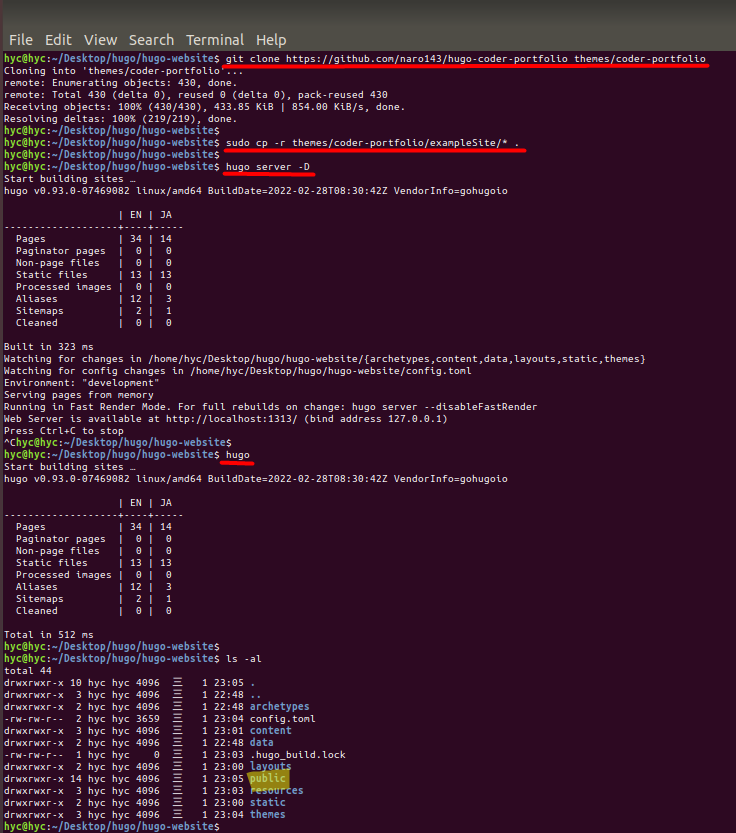 File Edit View Search Terminal Help
hyc@hyc:~/Desktop/hugo/hugo-website$ git clone https://github.com/naro143/hugo-coder-portfolio themes/coder-portfolio
Cloning into 'themes/coder-portfolio'...
remote: Enumerating objects: 430, done.
remote: Total 430 (delta 0), reused 0 (delta 0), pack-reused 430
Receiving objects: 100% (430/430), 433.85 KiB | 854.00 KiB/s, done.
Resolving deltas: 100% (219/219), done.
hyc@hyc:~/Desktop/hugo/hugo-website$
hyc@hyc:~/Desktop/hugo/hugo-website$ sudo cp -r themes/coder-portfolio/exampleSite/* .
hyc@hyc:~/Desktop/hugo/hugo-website$
hyc@hyc:~/Desktop/hugo/hugo-website$ hugo server -D
Start building sites …
hugo v0.93.0-07469082 linux/amd64 BuildDate=2022-02-28T08:30:42Z VendorInfo=gohugoio
                   | EN | JA
-------------------+----+-----
  Pages            | 34 | 14
  Paginator pages  |  0 |  0
  Non-page files   |  0 |  0
  Static files     | 13 | 13
  Processed images |  0 |  0
  Aliases          | 12 |  3
  Sitemaps         |  2 |  1
  Cleaned          |  0 |  0
Built in 323 ms
Watching for changes in /home/hyc/Desktop/hugo/hugo-website/{archetypes,content,data,layouts,static,themes}
Watching for config changes in /home/hyc/Desktop/hugo/hugo-website/config.toml
Environment: "development"
Serving pages from memory
Running in Fast Render Mode. For full rebuilds on change: hugo server --disableFastRender
Web Server is available at http://localhost:1313/ (bind address 127.0.0.1)
Press Ctrl+C to stop
^Chyc@hyc:~/Desktop/hugo/hugo-website$
hyc@hyc:~/Desktop/hugo/hugo-website$ hugo
Start building sites …
hugo v0.93.0-07469082 linux/amd64 BuildDate=2022-02-28T08:30:42Z VendorInfo=gohugoio
                   | EN | JA
-------------------+----+-----
  Pages            | 34 | 14
  Paginator pages  |  0 |  0
  Non-page files   |  0 |  0
  Static files     | 13 | 13
  Processed images |  0 |  0
  Aliases          | 12 |  3
  Sitemaps         |  2 |  1
  Cleaned          |  0 |  0
Total in 512 ms
hyc@hyc:~/Desktop/hugo/hugo-website$
hyc@hyc:~/Desktop/hugo/hugo-website$ ls -al
total 44
drwxrwxr-x 10 hyc hyc 4096 三 1 23:05 .
drwxrwxr-x 3 hyc hyc 4096 三 1 22:48 ..
drwxrwxr-x 2 hyc hyc 4096 三 1 22:48 archetypes
-rw-rw-r-- 2 hyc hyc 3659 三 1 23:04 config.toml
drwxrwxr-x 3 hyc hyc 4096 三 1 23:01 content
drwxrwxr-x 2 hyc hyc 4096 三 1 22:48 data
-rw-rw-r-- 1 hyc hyc 0 三 1 23:03 .hugo_build.lock
drwxrwxr-x 2 hyc hyc 4096 三 1 23:00 layouts
drwxrwxr-x 14 hyc hyc 4096 三 1 23:05 public
drwxrwxr-x 3 hyc hyc 4096 三 1 23:03 resources
drwxrwxr-x 2 hyc hyc 4096 三 1 23:00 static
drwxrwxr-x 3 hyc hyc 4096 三 1 23:04 themes
hyc@hyc:~/Desktop/hugo/hugo-website$